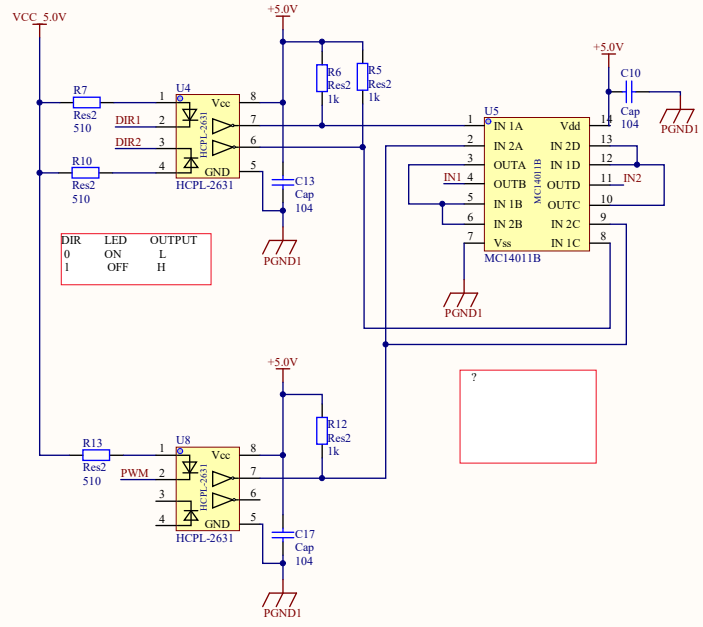 VCC_5.0V
+5.0V
R7
Res2
510
1
DIR1
2
DIR2
3
4
R10
Res2
510
U4
Vcc
HCPL-2631
GND
HCPL-2631
8
7
6
5
R6
Res2
1k
R5
Res2
1k
C13
Cap
104
PGND1
DIR LED OUTPUT
0 ON L
1 OFF H
+5.0V
C10
Cap
104
PGND1
U5
1 IN 1A Vdd 14
2 IN 2A IN 2D 13
3 OUTA IN 1D 12
IN1 4 OUTB OUTD 11 IN2
5 IN 1B OUTC 10
6 IN 2B IN 2C 9
7 Vss IN 1C 8
MC14011B
MC14011B
PGND1
?
+5.0V
R13
Res2
510
1
PWM
2
3
4
U8
Vcc
HCPL-2631
GND
HCPL-2631
8
7
6
5
R12
Res2
1k
C17
Cap
104
PGND1